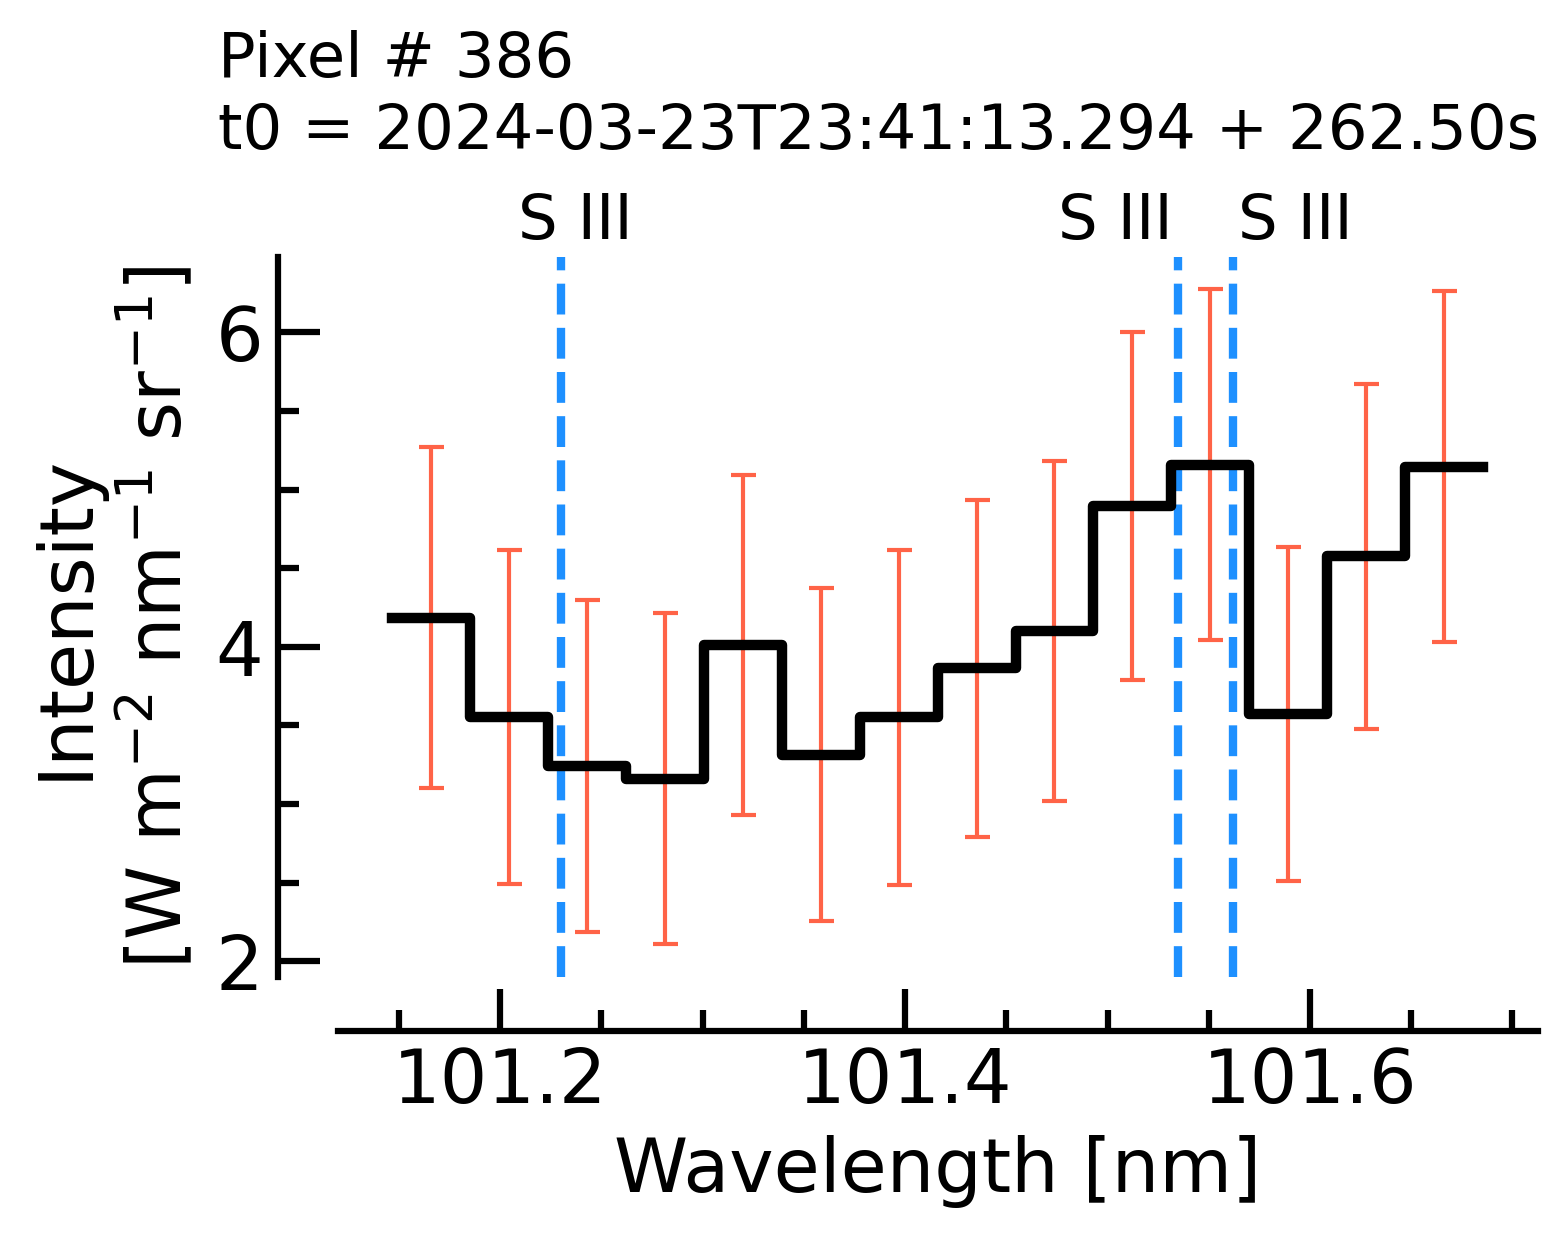 Pixel # 386
t0 = 2024-03-23T23:41:13.294 + 262.50s
S III S III S III
Intensity
[W m⁻² nm⁻¹ sr⁻¹]
6
4
2
101.2 101.4 101.6
Wavelength [nm]